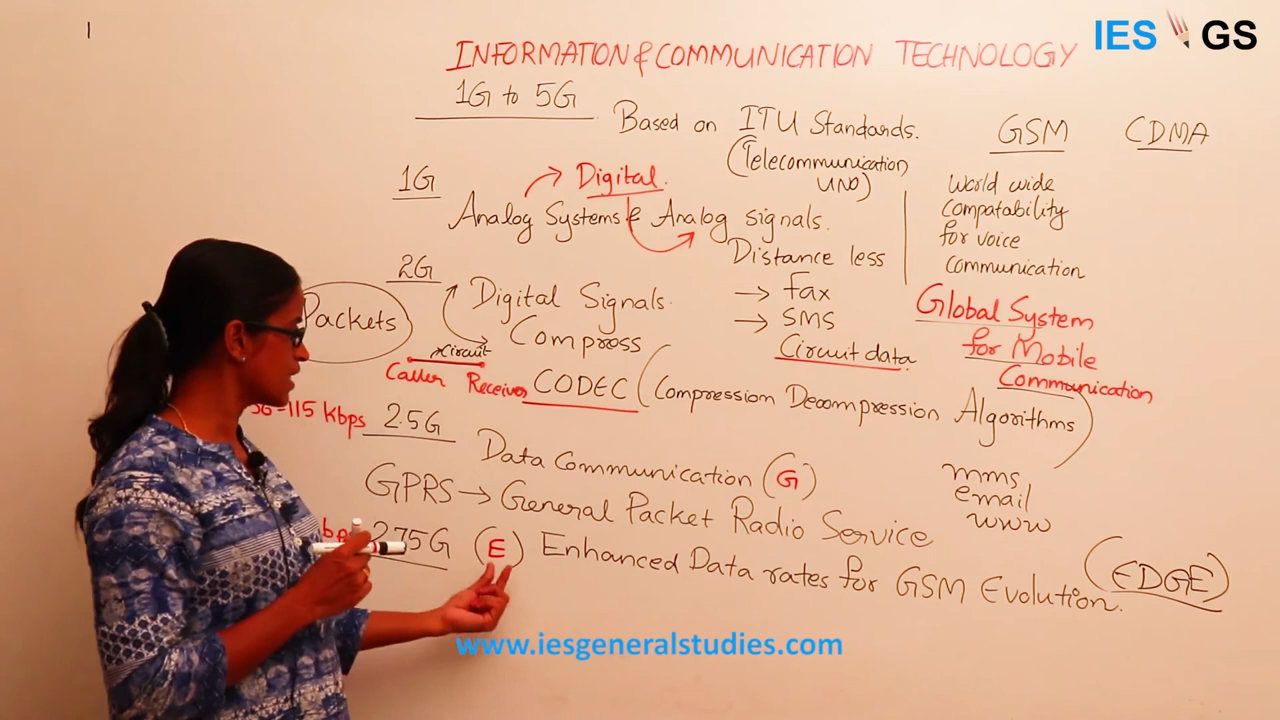 IES GS
INFORMATION & COMMUNICATION TECHNOLOGY
1G to 5G
Based on ITU Standards.
(Telecommunication
UNO)
GSM CDMA
World wide
Compatability
for voice
Communication
1G
Digital.
Analog Systems & Analog signals.
Distance less
2G
Digital Signals.
→ fax
Packets
Compress
→ SMS
Circuit
Circuit data
Global System
for Mobile
Communication
Caller Receiver
CODEC (Compression Decompression Algorithms)
-115 kbps 2.5G
Data Communication (G)
mms
email
www
GPRS → General Packet Radio Service
2.75G (E) Enhanced Data rates for GSM Evolution. (EDGE)
www.iesgeneralstudies.com